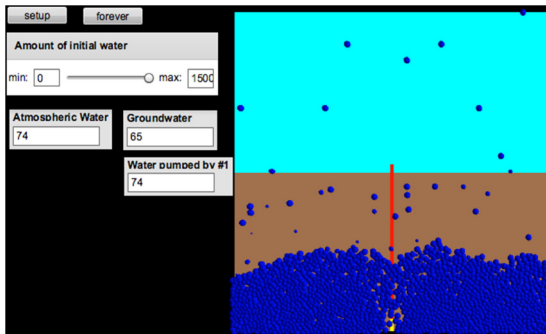 setup
forever
Amount of initial water
min: 0 max: 1500
Atmospheric Water
74
Groundwater
65
Water pumped by #1
74